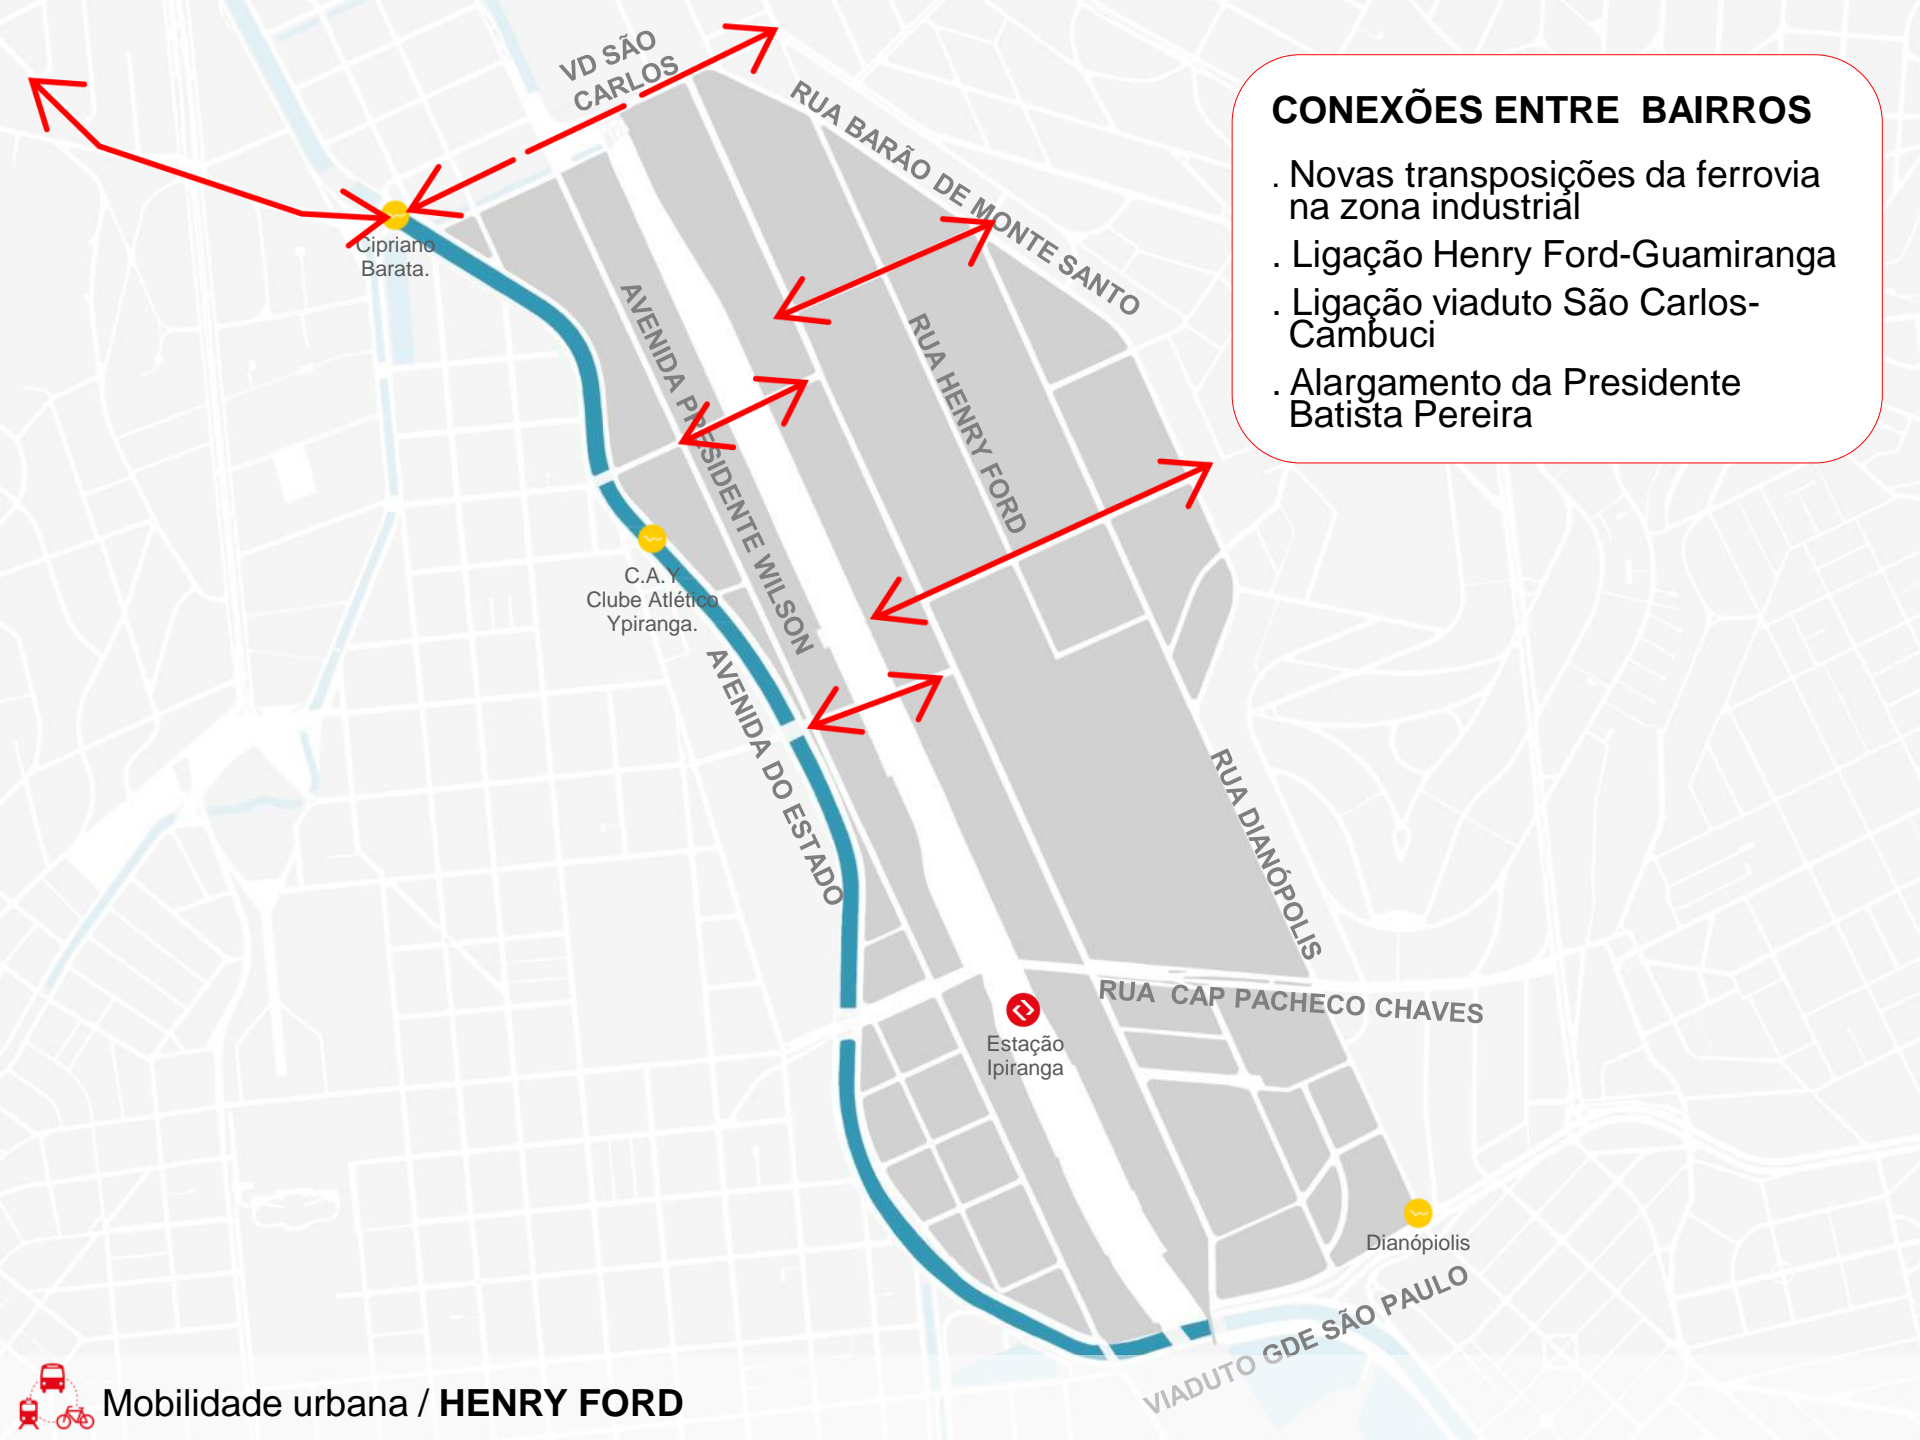 VD SÃO
CARLOS
RUA BARÃO DE MONTE SANTO
CONEXÕES ENTRE  BAIRROS
. Novas transposições da ferrovia
na zona industrial
. Ligação Henry Ford-Guamiranga
. Ligação viaduto São Carlos-
Cambuci
. Alargamento da Presidente
Batista Pereira
Cipriano
Barata.
AVENIDA PRESIDENTE WILSON
RUA HENRY FORD
C.A.Y
Clube Atlético
Ypiranga.
AVENIDA DO ESTADO
RUA DIANÓPOLIS
RUA  CAP PACHECO CHAVES
Estação
Ipiranga
Dianópiolis
VIADUTO GDE SÃO PAULO
Mobilidade urbana / HENRY FORD